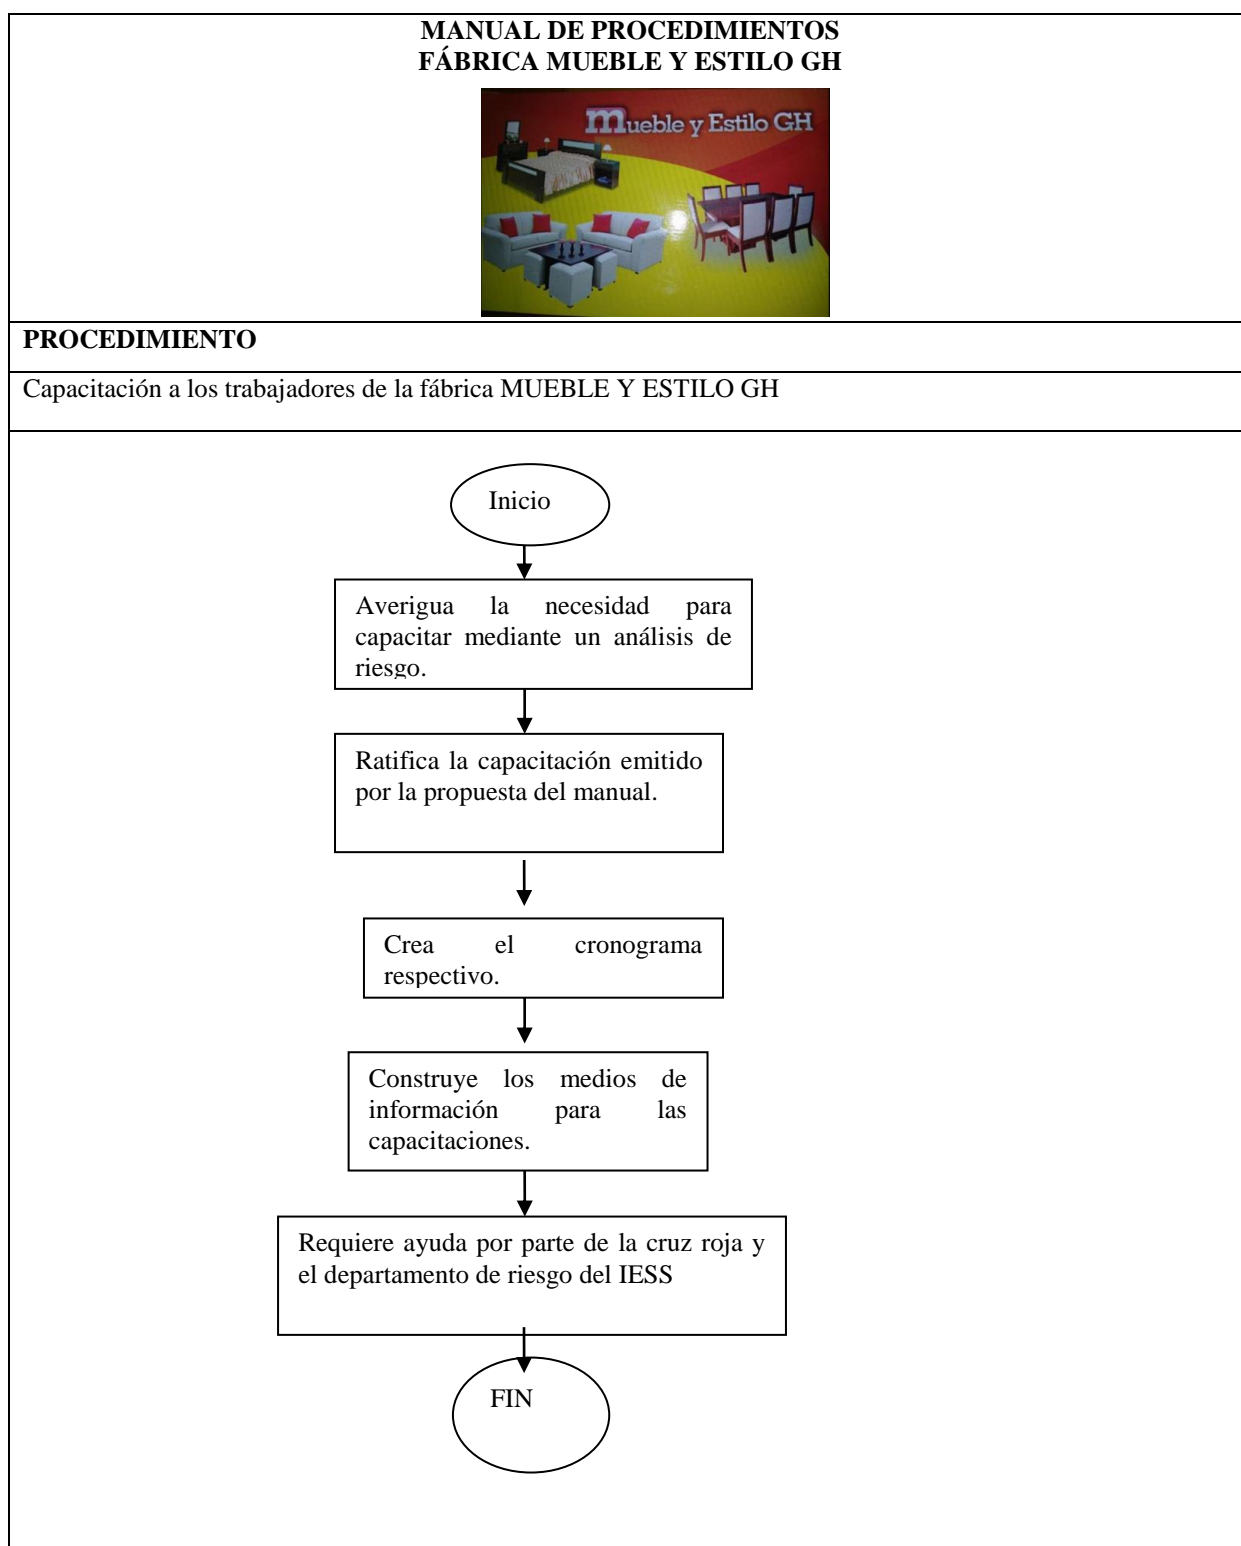 MANUAL DE PROCEDIMIENTOS
FÁBRICA MUEBLE Y ESTILO GH
mueble y Estilo GH
PROCEDIMIENTO
Capacitación a los trabajadores de la fábrica MUEBLE Y ESTILO GH
Inicio
Averigua la necesidad para
capacitar mediante un análisis de
riesgo.
Ratifica la capacitación emitido
por la propuesta del manual.
Crea el cronograma
respectivo.
Construye los medios de
información para las
capacitaciones.
Requiere ayuda por parte de la cruz roja y
el departamento de riesgo del IESS
FIN